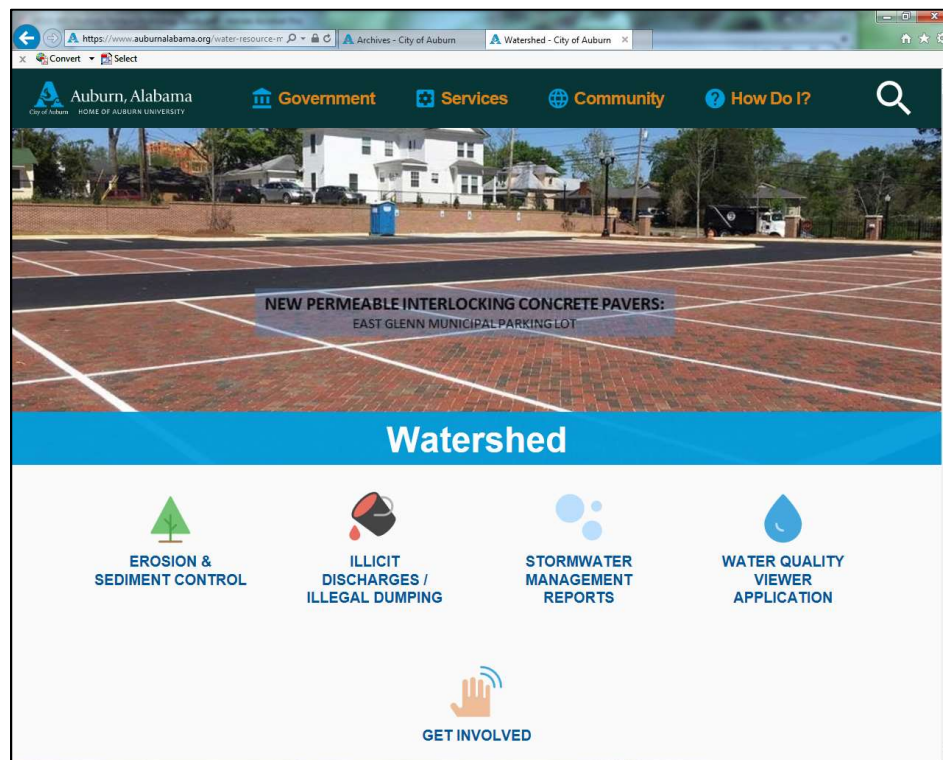 https://www.auburnalabama.org/water-resource-m
Archives - City of Auburn
Watershed - City of Auburn
Convert Select
Auburn, Alabama
City of Auburn HOME OF AUBURN UNIVERSITY
Government
Services
Community
How Do I?
NEW PERMEABLE INTERLOCKING CONCRETE PAVERS:
EAST GLENN MUNICIPAL PARKING LOT
Watershed
EROSION &
SEDIMENT CONTROL
ILLICIT
DISCHARGES /
ILLEGAL DUMPING
STORMWATER
MANAGEMENT
REPORTS
WATER QUALITY
VIEWER
APPLICATION
GET INVOLVED